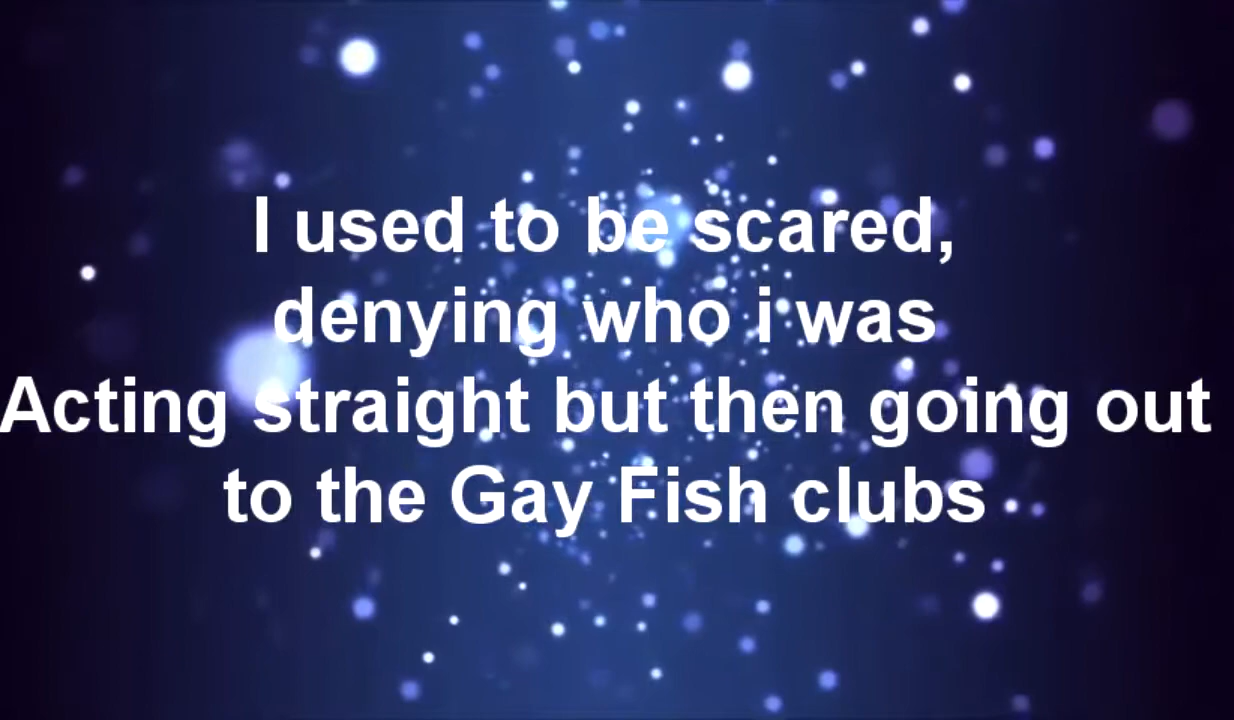 I used to be scared,
denying who i was
Acting straight but then going out
to the Gay Fish clubs